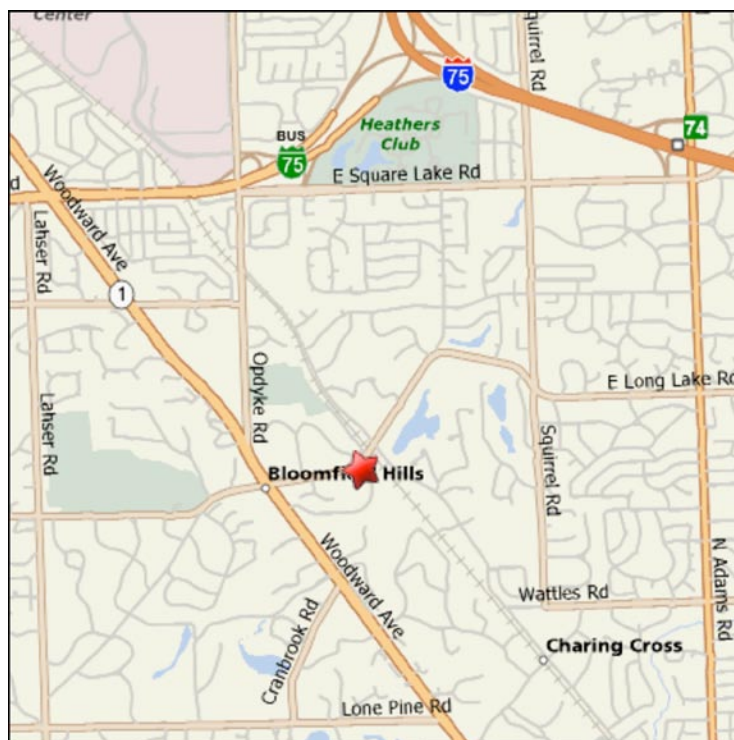 Center
75
Squirrel Rd
BUS
75
Heathers
Club
74
E Square Lake Rd
Woodward Ave
Lahser Rd
1
Opdyke Rd
E Long Lake Rd
Lahser Rd
Squirrel Rd
Bloomfield Hills
Woodward Ave
N Adams Rd
Wattles Rd
Cranbrook Rd
Charing Cross
Lone Pine Rd